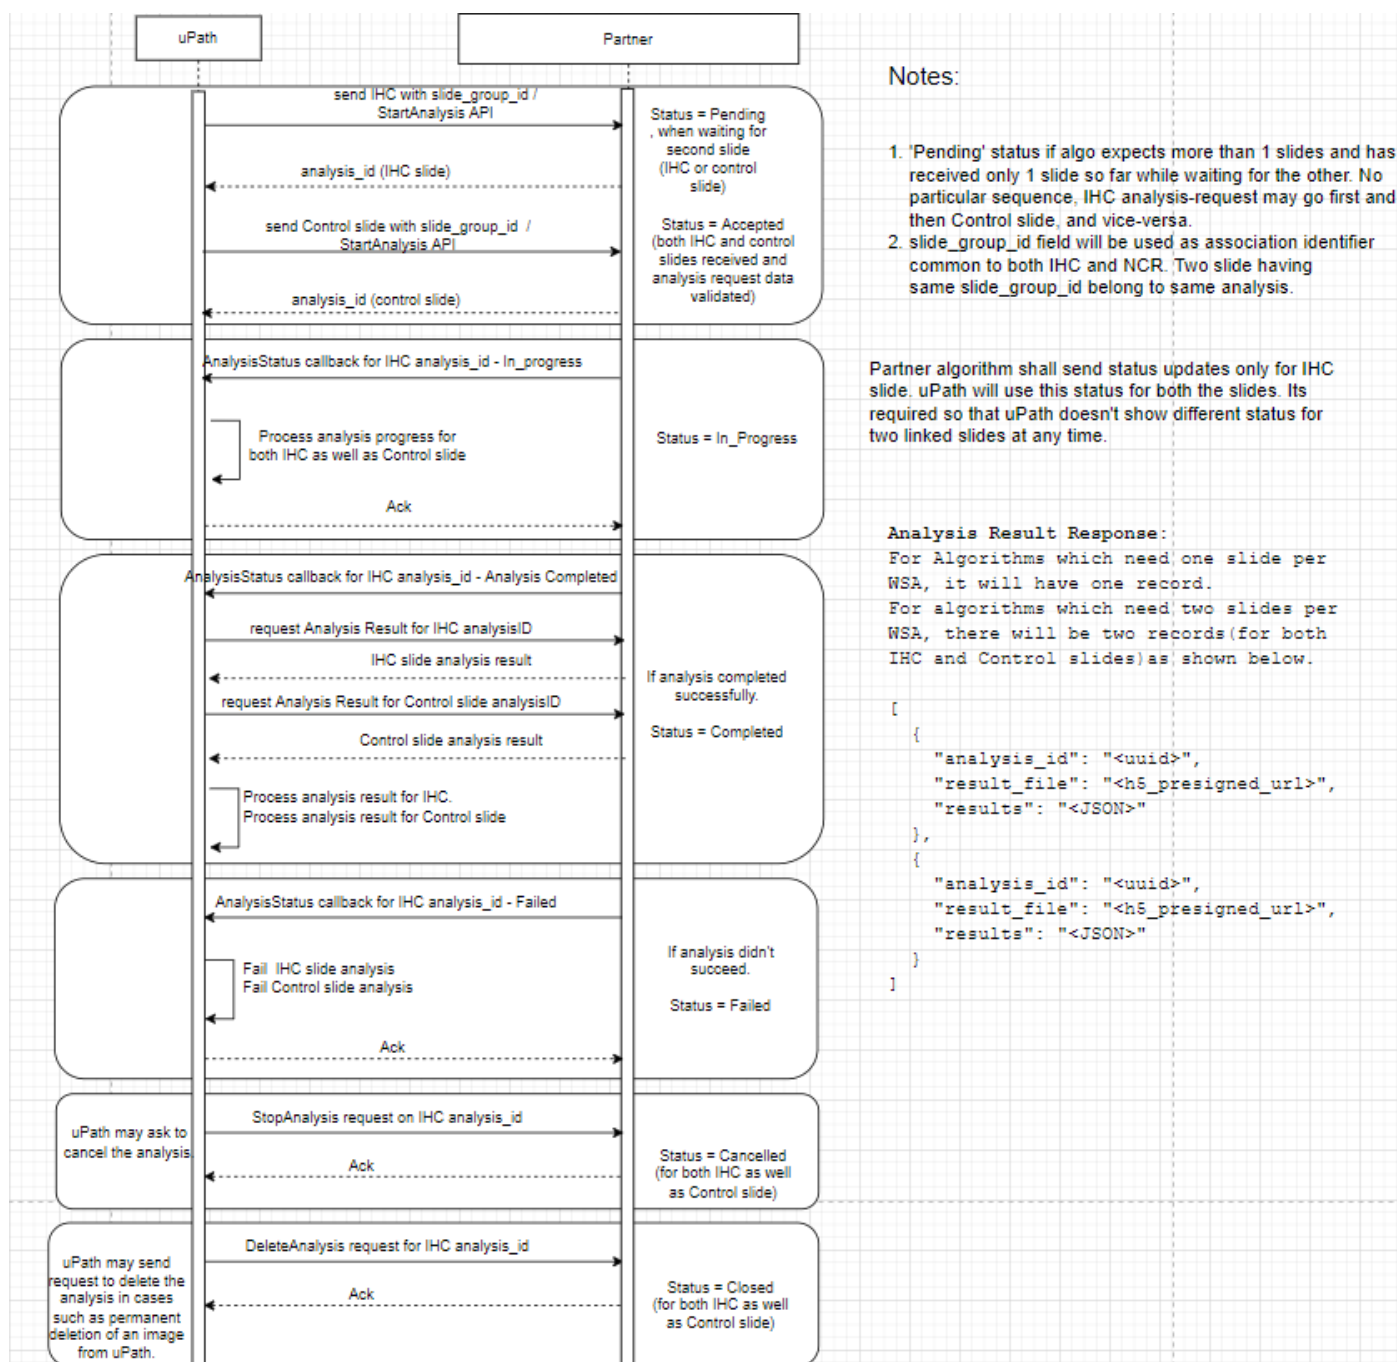 uPath
Partner
send IHC with slide_group_id /
StartAnalysis API
analysis_id (IHC slide)
send Control slide with slide_group_id /
StartAnalysis API
analysis_id (control slide)
Status = Pending
, when waiting for
second slide
(IHC or control
slide)
Status = Accepted
(both IHC and control
slides received and
analysis request data
validated)
AnalysisStatus callback for IHC analysis_id - In_progress
Process analysis progress for
both IHC as well as Control slide
Ack
Status = In_Progress
AnalysisStatus callback for IHC analysis_id - Analysis Completed
request Analysis Result for IHC analysisID
IHC slide analysis result
request Analysis Result for Control slide analysisID
Control slide analysis result
Process analysis result for IHC.
Process analysis result for Control slide
If analysis completed
successfully.
Status = Completed
AnalysisStatus callback for IHC analysis_id - Failed
Fail IHC slide analysis
Fail Control slide analysis
Ack
If analysis didn't
succeed.
Status = Failed
uPath may ask to
cancel the analysis.
StopAnalysis request on IHC analysis_id
Ack
Status = Cancelled
(for both IHC as well
as Control slide)
uPath may send
request to delete the
analysis in cases
such as permanent
deletion of an image
from uPath.
DeleteAnalysis request for IHC analysis_id
Ack
Status = Closed
(for both IHC as well
as Control slide)
Notes:
1. 'Pending' status if algo expects more than 1 slides and has
received only 1 slide so far while waiting for the other. No
particular sequence, IHC analysis-request may go first and
then Control slide, and vice-versa.
2. slide_group_id field will be used as association identifier
common to both IHC and NCR. Two slide having
same slide_group_id belong to same analysis.
Partner algorithm shall send status updates only for IHC
slide. uPath will use this status for both the slides. Its
required so that uPath doesn't show different status for
two linked slides at any time.
Analysis Result Response:
For Algorithms which need one slide per
WSA, it will have one record.
For algorithms which need two slides per
WSA, there will be two records(for both
IHC and Control slides)as shown below.
[
{
"analysis_id": "<uuid>",
"result_file": "<h5_presigned_url>",
"results": "<JSON>"
},
{
"analysis_id": "<uuid>",
"result_file": "<h5_presigned_url>",
"results": "<JSON>"
}
]